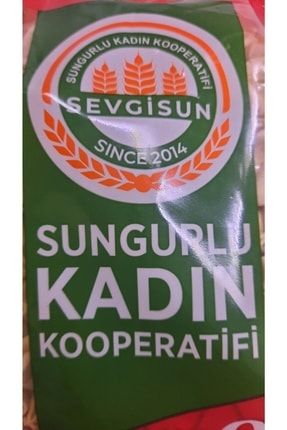 SUNGURLU KADIN KOOPERATİFİ
SEVGİSUN
SINCE 2014
SUNGURLU
KADIN
KOOPERATİFİ